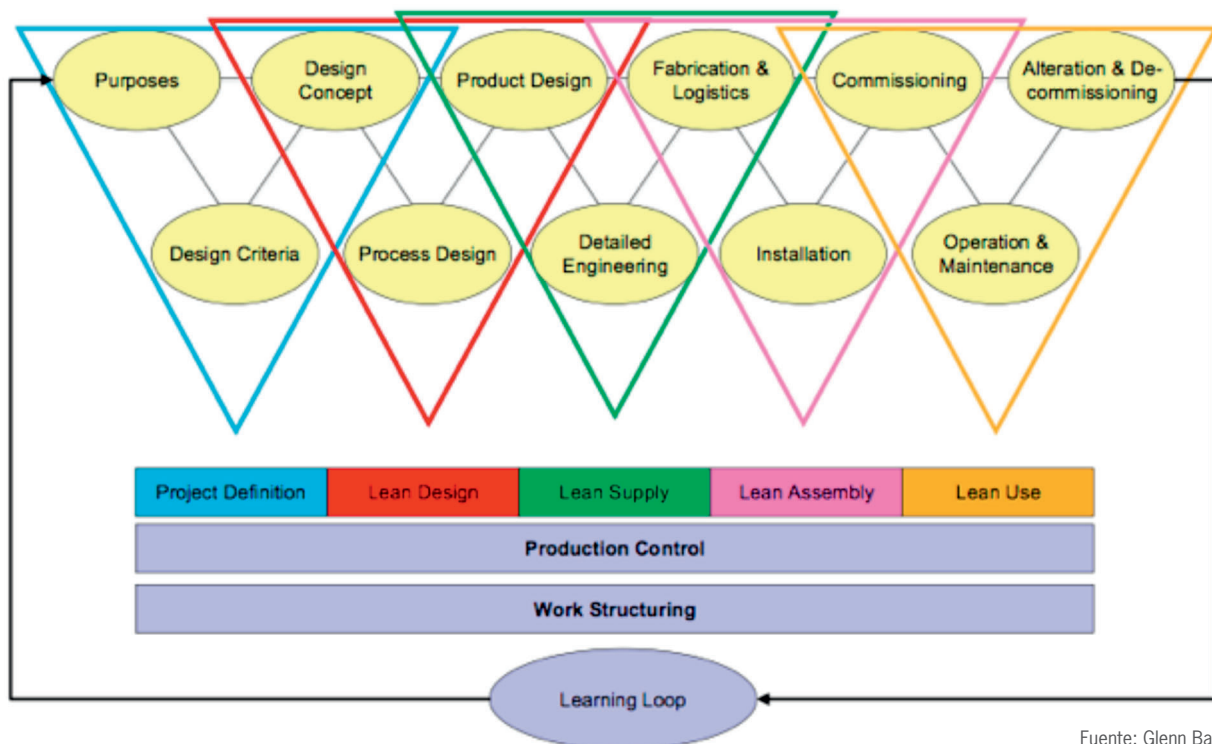 Purposes
Design
Concept
Product Design
Fabrication &
Logistics
Commissioning
Alteration & De-
commissioning
Design Criteria
Process Design
Detailed
Engineering
Installation
Operation &
Maintenance
Project Definition
Lean Design
Lean Supply
Lean Assembly
Lean Use
Production Control
Work Structuring
Learning Loop
Fuente: Glenn Ba